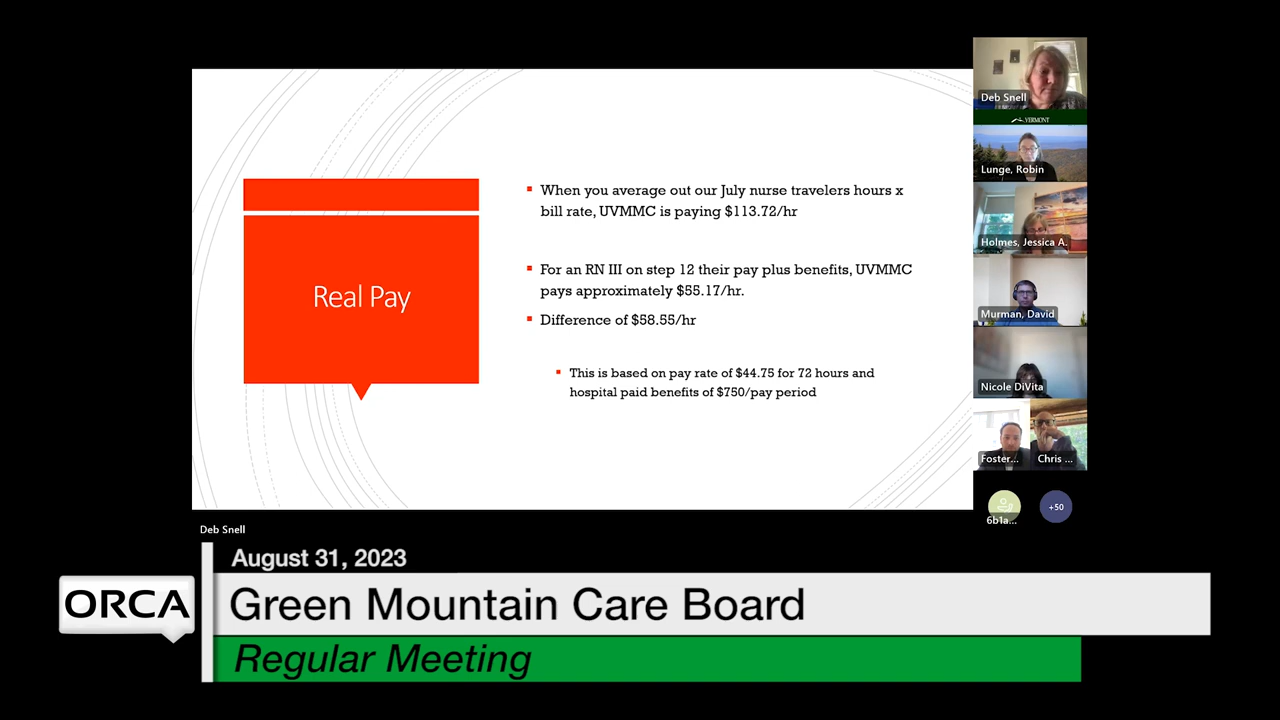 Real Pay
When you average out our July nurse travelers hours x
bill rate, UVMMC is paying $113.72/hr
For an RN III on step 12 their pay plus benefits, UVMMC
pays approximately $55.17/hr.
Difference of $58.55/hr
This is based on pay rate of $44.75 for 72 hours and
hospital paid benefits of $750/pay period
Deb Snell
VERMONT
Lunge, Robin
Holmes, Jessica A.
Murman, David
Nicole DiVita
Foster...
Chris ...
6b1a...
+50
Deb Snell
August 31, 2023
ORCA
Green Mountain Care Board
Regular Meeting